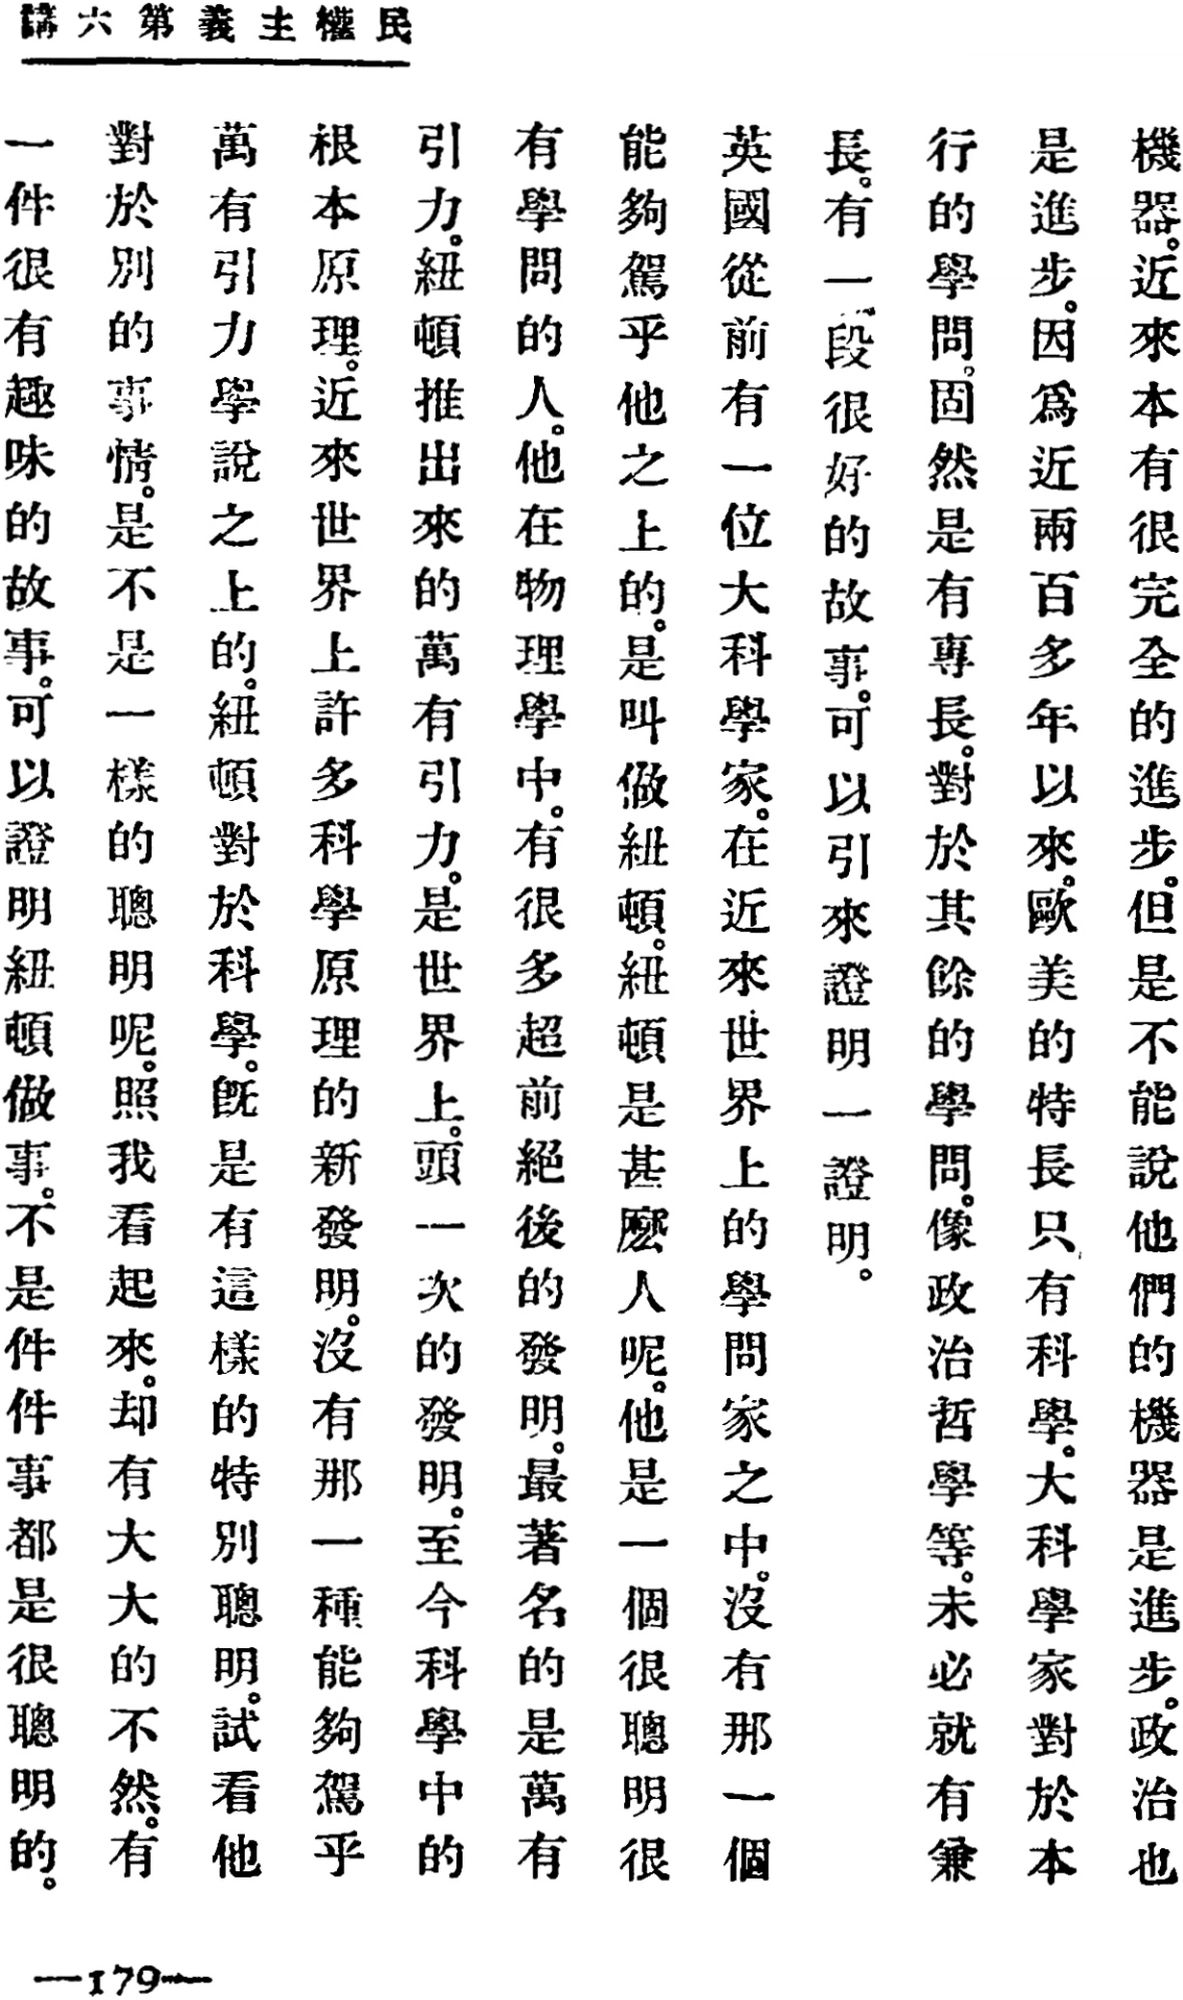 民權主義第六講
機器。近來本有很完全的進步。但是不能說他們的機器是進步。政治也
是進步。因爲近兩百多年以來。歐美的特長只有科學。大科學家對於本
行的學問。固然是有專長。對於其餘的學問。像政治哲學等。未必就有兼
長。有一段很好的故事。可以引來證明一證明。
英國從前有一位大科學家。在近來世界上的學問家之中。沒有那一個
能夠駕乎他之上的。是叫做紐頓。紐頓是甚麽人呢。他是一個很聰明很
有學問的人。他在物理學中。有很多超前絕後的發明。最著名的是萬有
引力。紐頓推出來的萬有引力。是世界上。頭一次的發明。至今科學中的
根本原理。近來世界上許多科學原理的新發明。沒有那一種能夠駕乎
萬有引力學說之上的。紐頓對於科學。旣是有這樣的特別聰明。試看他
對於別的事情。是不是一樣的聰明呢。照我看起來。却有大大的不然。有
一件很有趣味的故事。可以證明紐頓做事。不是件件事都是很聰明的。
—179—